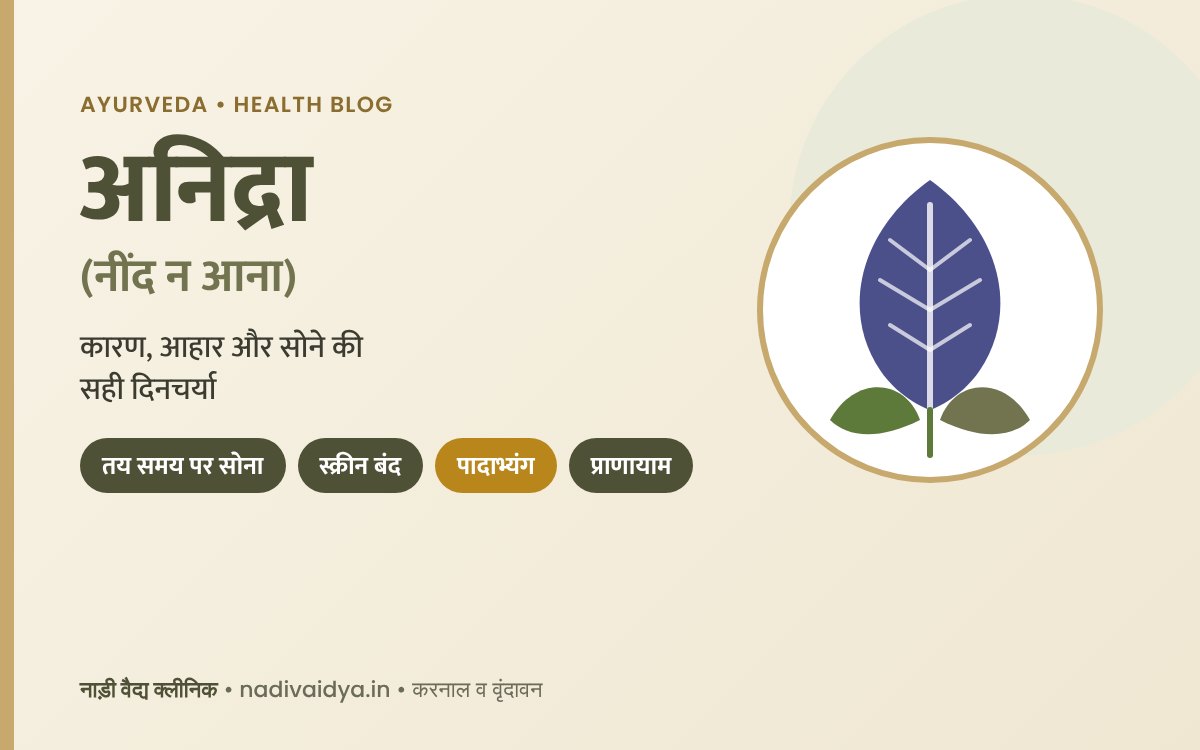 AYURVEDA • HEALTH BLOG
अनिद्रा
(नींद न आना)
कारण, आहार और सोने की
सही दिनचर्या
तय समय पर सोना
स्क्रीन बंद
पादाभ्यंग
प्राणायाम
नाड़ी वैद्य क्लीनिक • nadivaidya.in • करनाल व वृंदावन